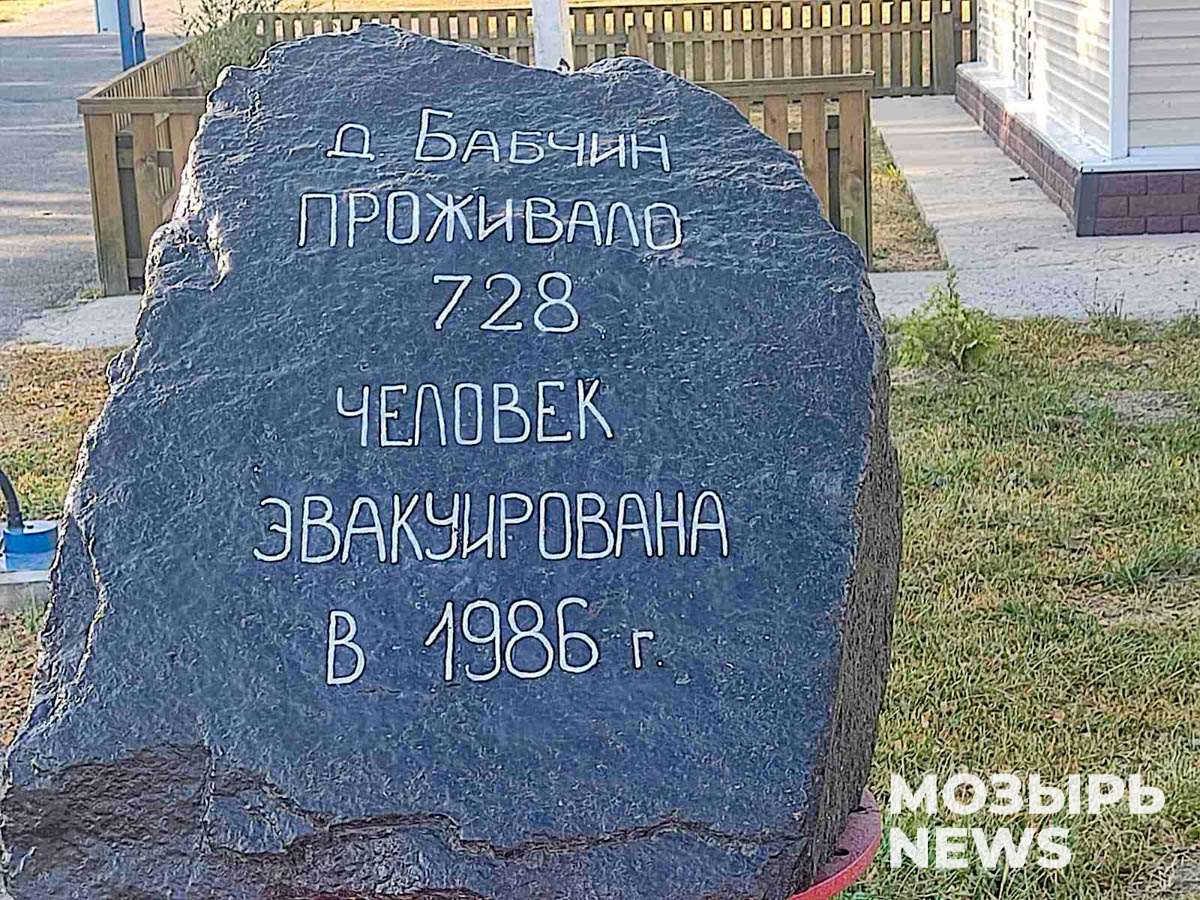 д. Бабчин
ПРОЖИВАЛО
728
ЧЕЛОВЕК
ЭВАКУИРОВАНА
В 1986 г.
МОЗЫРЬ
NEWS